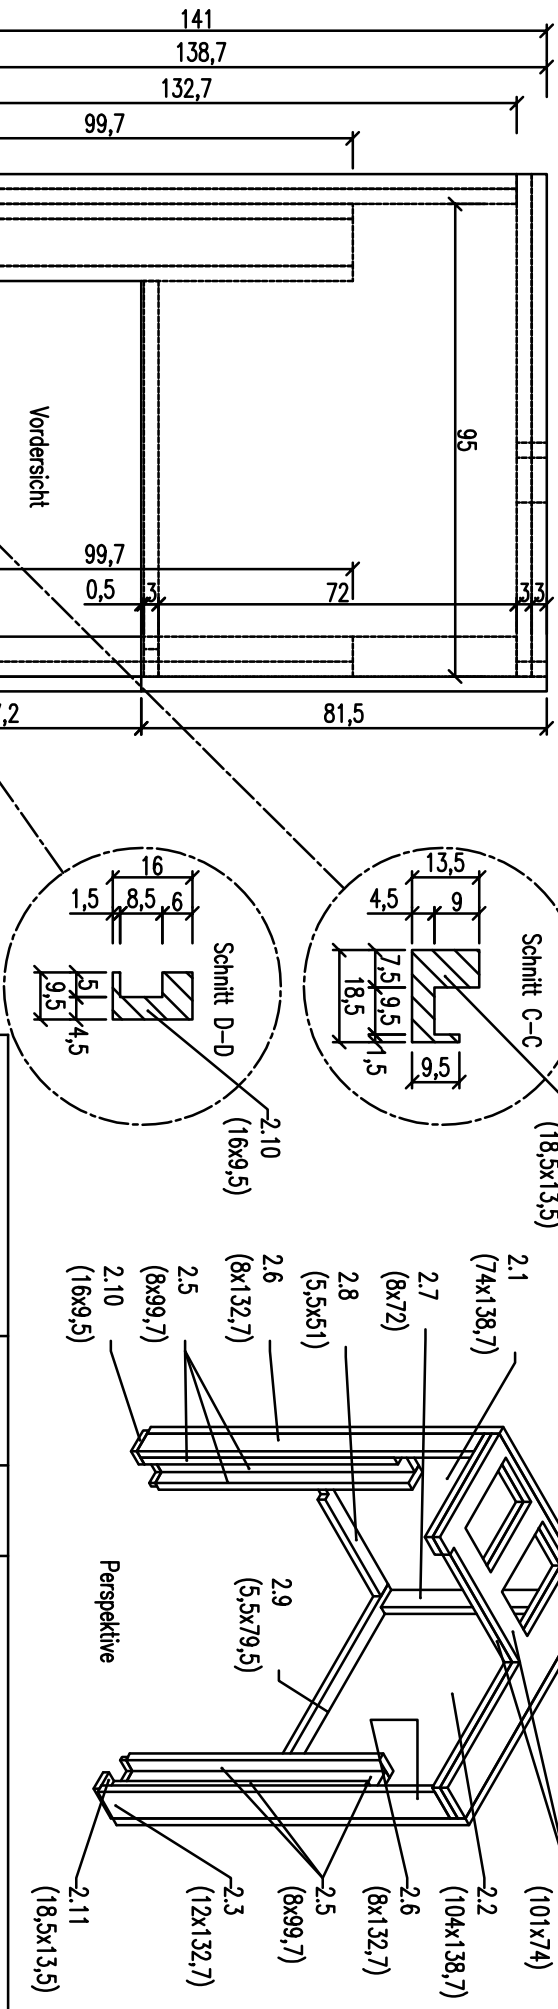 141
138,7
132,7
99,7
95
Vordersicht
99,7
0,5
3
72
3
3
81,5
16
1,5
8,5
6
5
9,5
4,5
Schnitt D-D
2.10
(16x9,5)
13,5
4,5
9
7,5
9,5
1,5
18,5
9,5
Schnitt C-C
(18,5x13,5)
2.1
(74x138,7)
2.7
(8x72)
2.8
(5,5x51)
2.6
(8x132,7)
2.5
(8x99,7)
2.10
(16x9,5)
2.9
(5,5x79,5)
Perspektive
(101x74)
2.2
(104x138,7)
2.6
(8x132,7)
2.5
(8x99,7)
2.3
(12x132,7)
2.11
(18,5x13,5)